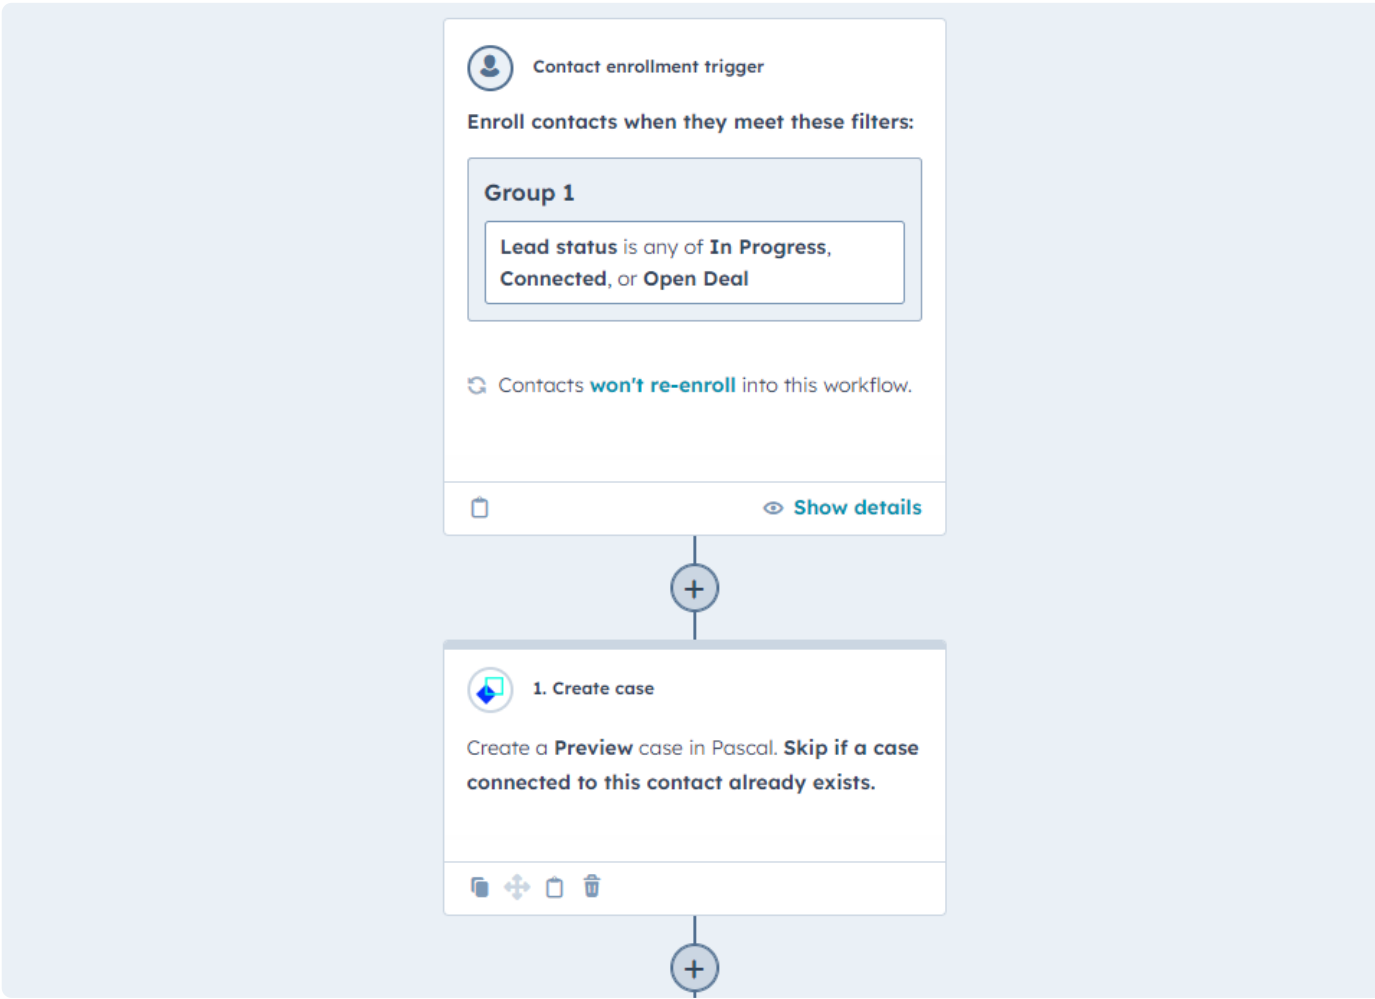 Contact enrollment trigger
Enroll contacts when they meet these filters:
Group 1
Lead status is any of In Progress,
Connected, or Open Deal
Contacts won't re-enroll into this workflow.
Show details
1. Create case
Create a Preview case in Pascal. Skip if a case
connected to this contact already exists.